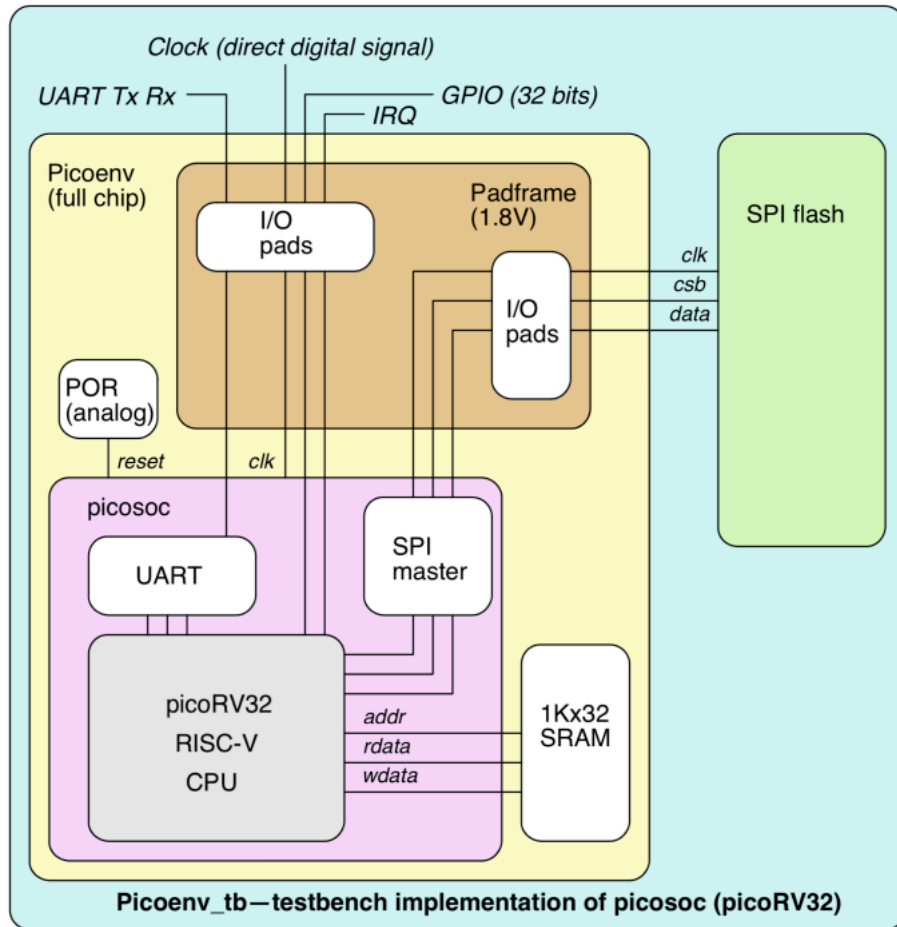 Clock (direct digital signal)
UART Tx Rx
GPIO (32 bits)
IRQ
Picoenv
(full chip)
Padframe
(1.8V)
I/O
pads
I/O
pads
SPI flash
clk
csb
data
POR
(analog)
reset
clk
picosoc
UART
SPI
master
picoRV32
RISC-V
CPU
addr
rdata
wdata
1Kx32
SRAM
Picoenv_tb—testbench implementation of picosoc (picoRV32)